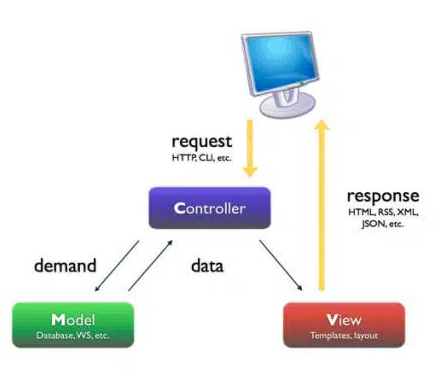 request
HTTP, CLI, etc.
response
HTML, RSS, XML,
JSON, etc.
Controller
demand
data
Model
Database, WS, etc.
View
Templates, layout